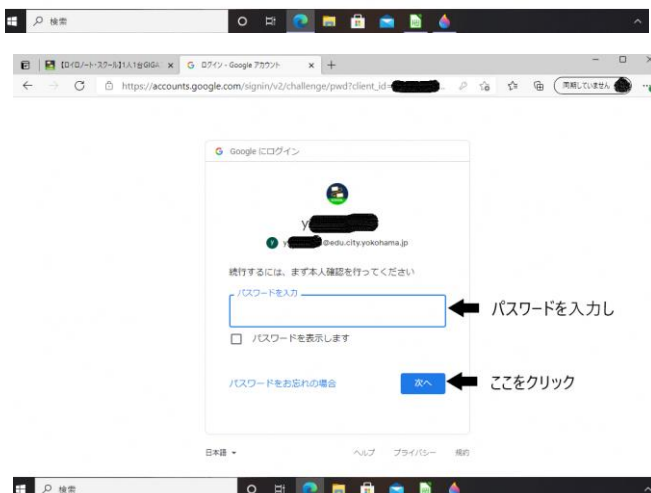 検索
【ロイロノート・スクール】1人1台GIGA
ログイン - Google アカウント
https://accounts.google.com/signin/v2/challenge/pwd?client_id=
同期していません
Google にログイン
y
y @edu.city.yokohama.jp
続行するには、まず本人確認を行ってください
パスワードを入力
パスワードを入力し
パスワードを表示します
パスワードをお忘れの場合
次へ
ここをクリック
日本語
ヘルプ プライバシー 規約
検索